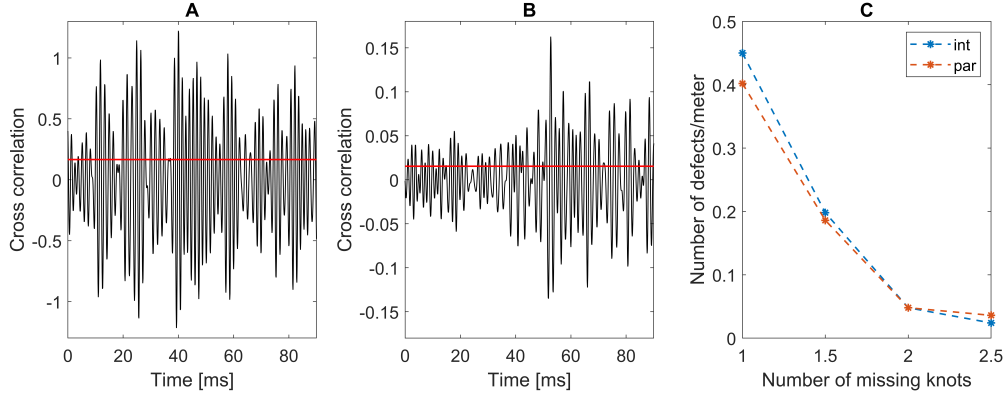 A
Cross correlation
1
0.5
0
-0.5
-1
0 20 40 60 80
Time [ms]
B
Cross correlation
0.15
0.1
0.05
0
-0.05
-0.1
-0.15
0 20 40 60 80
Time [ms]
C
Number of defects/meter
0.5
0.4
0.3
0.2
0.1
0
1 1.5 2 2.5
Number of missing knots
int
par